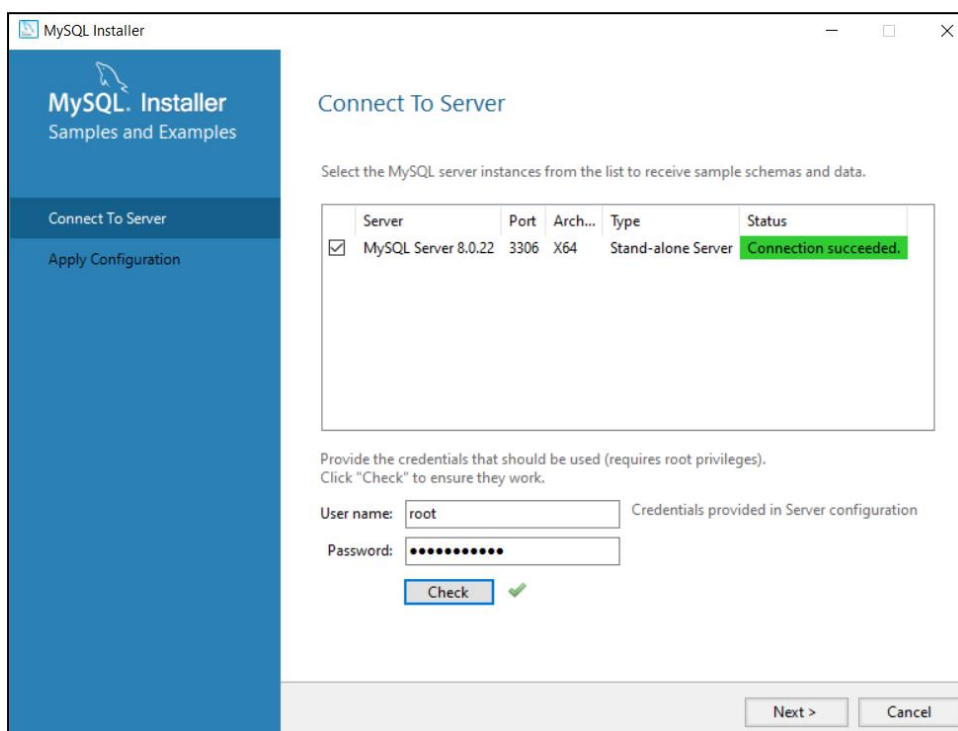 MySQL Installer
MySQL. Installer
Samples and Examples
Connect To Server
Apply Configuration
Connect To Server
Select the MySQL server instances from the list to receive sample schemas and data.
Server Port Arch... Type Status
MySQL Server 8.0.22 3306 X64 Stand-alone Server Connection succeeded.
Provide the credentials that should be used (requires root privileges).
Click "Check" to ensure they work.
User name: root Credentials provided in Server configuration
Password: ●●●●●●●●●●●
Check
Next > Cancel